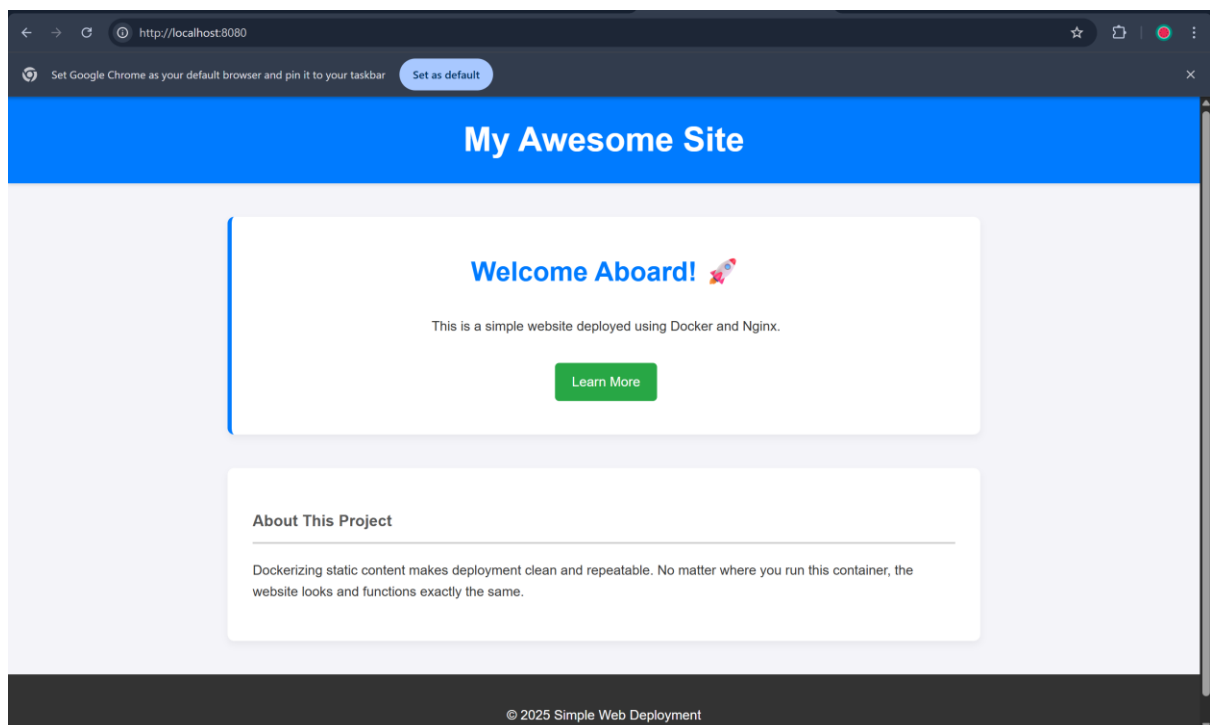 http://localhost:8080
Set Google Chrome as your default browser and pin it to your taskbar Set as default
My Awesome Site
Welcome Aboard! 🚀
This is a simple website deployed using Docker and Nginx.
Learn More
About This Project
Dockerizing static content makes deployment clean and repeatable. No matter where you run this container, the
website looks and functions exactly the same.
© 2025 Simple Web Deployment